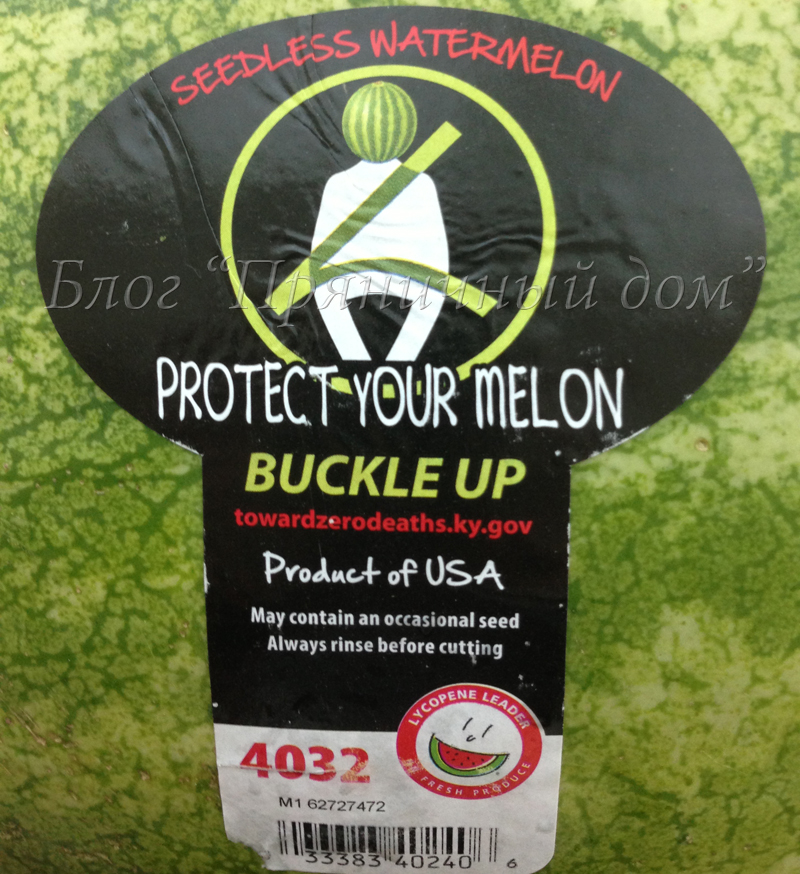 SEEDLESS WATERMELON
Блог “Пряничный дом”
PROTECT YOUR MELON
BUCKLE UP
towardzerodeaths.ky.gov
Product of USA
May contain an occasional seed
Always rinse before cutting
LYCOPENE LEADER
FRESH PRODUCE
4032
M1 62727472
33383 40240 6